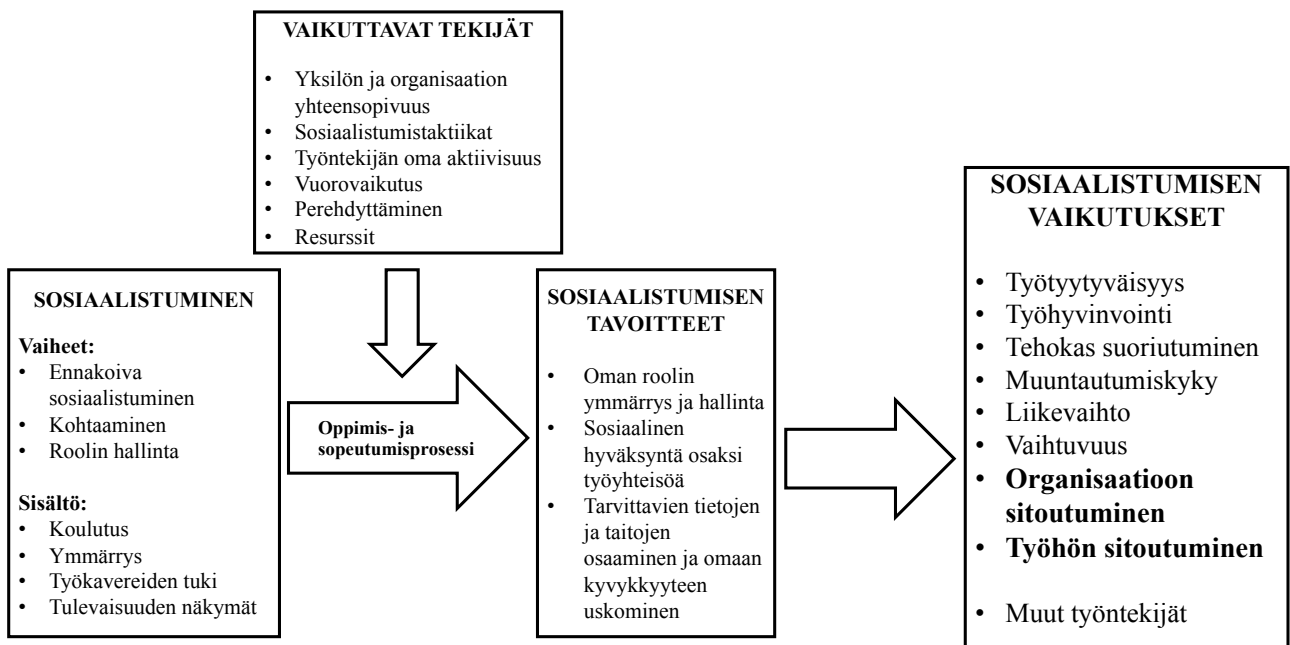 VAIKUTTAVAT TEKIJÄT
• Yksilön ja organisaation
yhteensopivuus
• Sosiaalistumistaktiikat
• Työntekijän oma aktiivisuus
• Vuorovaikutus
• Perehdyttäminen
• Resurssit
SOSIAALISTUMINEN
Vaiheet:
• Ennakoiva
sosiaalistuminen
• Kohtaaminen
• Roolin hallinta
Sisältö:
• Koulutus
• Ymmärrys
• Työkavereiden tuki
• Tulevaisuuden näkymät
Oppimis- ja
sopeutumisprosessi
SOSIAALISTUMISEN
TAVOITTEET
• Oman roolin
ymmärrys ja hallinta
• Sosiaalinen
hyväksyntä osaksi
työyhteisöä
• Tarvittavien tietojen
ja taitojen
osaaminen ja omaan
kyvykkyyteen
uskominen
SOSIAALISTUMISEN
VAIKUTUKSET
• Työtyytyväisyys
• Työhyvinvointi
• Tehokas suoriutuminen
• Muuntautumiskyky
• Liikevaihto
• Vaihtuvuus
• Organisaatioon
sitoutuminen
• Työhön sitoutuminen
• Muut työntekijät